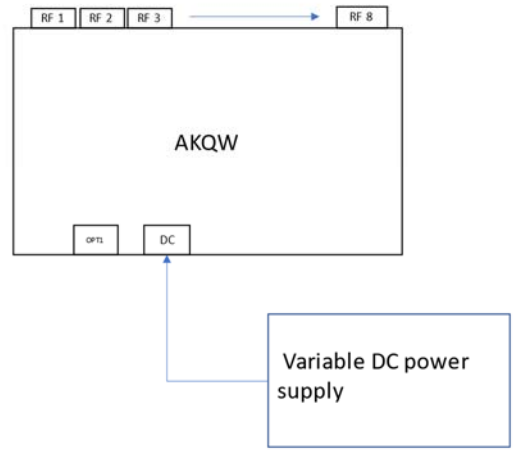 RF 1 RF 2 RF 3 RF 8
AKQW
OPT1 DC
Variable DC power
supply